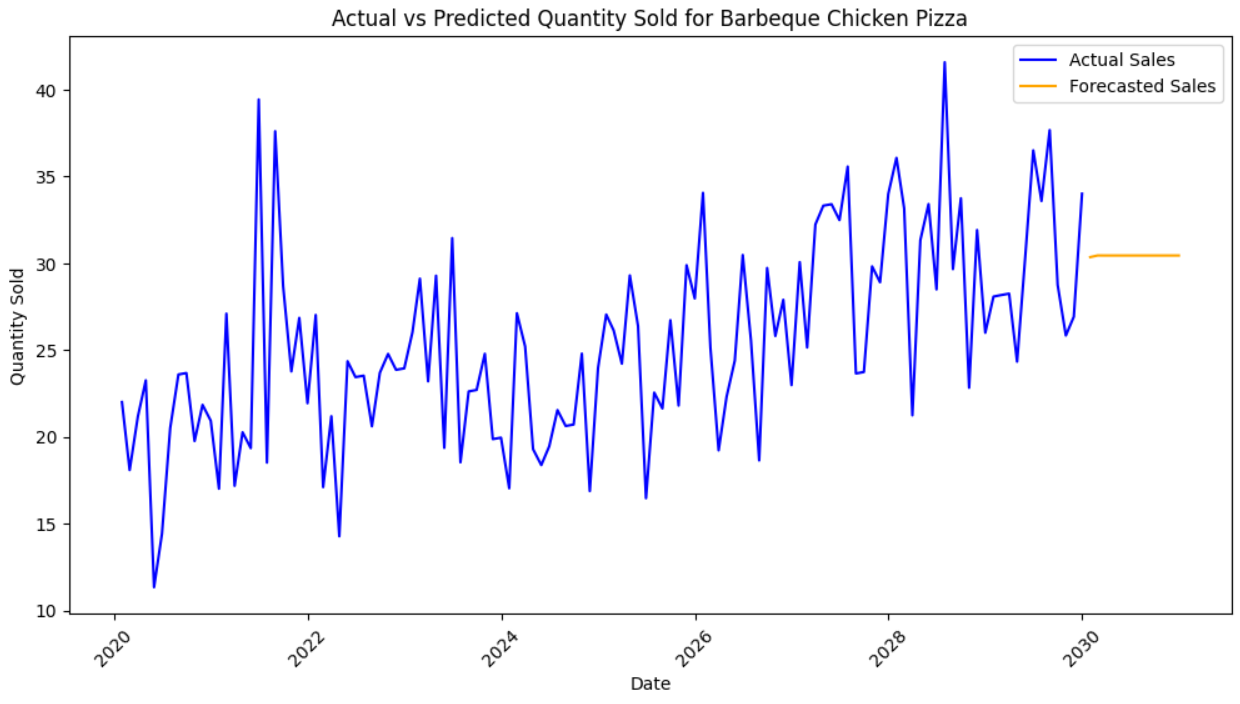 Actual vs Predicted Quantity Sold for Barbeque Chicken Pizza
Actual Sales
Forecasted Sales
Quantity Sold
40
35
30
25
20
15
10
2020
2022
2024
2026
2028
2030
Date